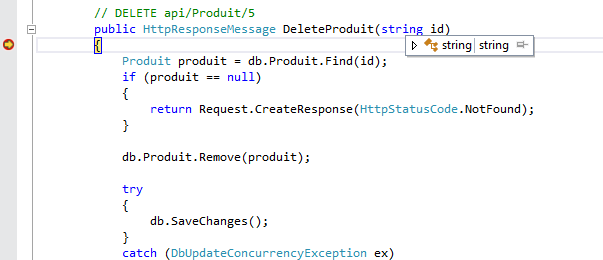 // DELETE api/Produit/5
public HttpResponseMessage DeleteProduit(string id)
{
string string
Produit produit = db.Produit.Find(id);
if (produit == null)
{
return Request.CreateResponse(HttpStatusCode.NotFound);
}
db.Produit.Remove(produit);
try
{
db.SaveChanges();
}
catch (DbUpdateConcurrencyException ex)